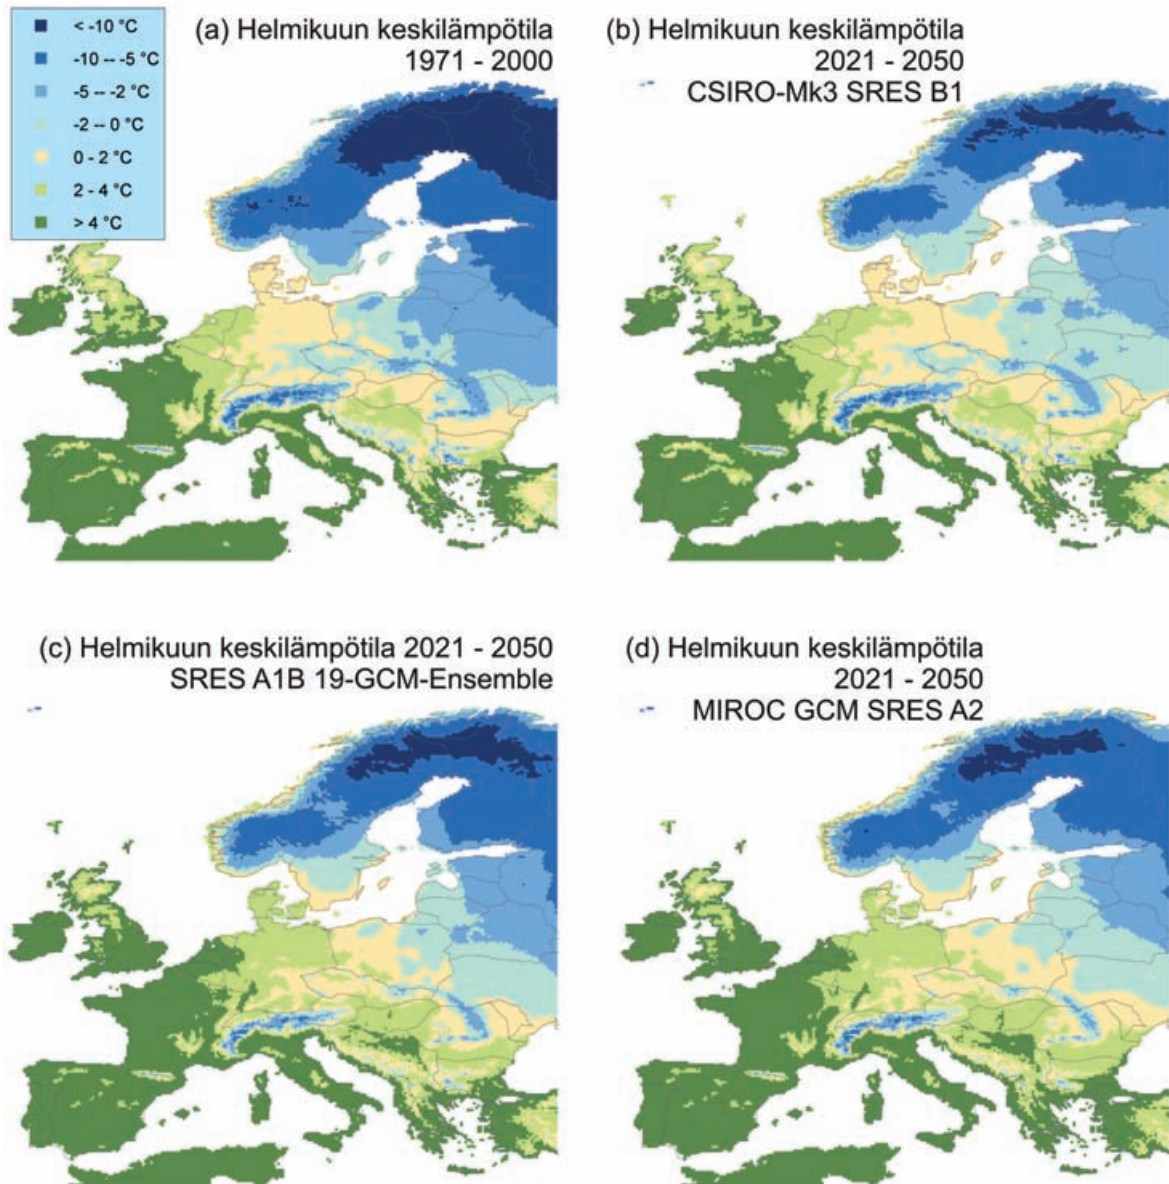 < -10 °C
-10 -- -5 °C
-5 -- -2 °C
-2 -- 0 °C
0 - 2 °C
2 - 4 °C
> 4 °C
(a) Helmikuun keskilämpötila
1971 - 2000
(b) Helmikuun keskilämpötila
2021 - 2050
CSIRO-Mk3 SRES B1
(c) Helmikuun keskilämpötila 2021 - 2050
SRES A1B 19-GCM-Ensemble
(d) Helmikuun keskilämpötila
2021 - 2050
MIROC GCM SRES A2